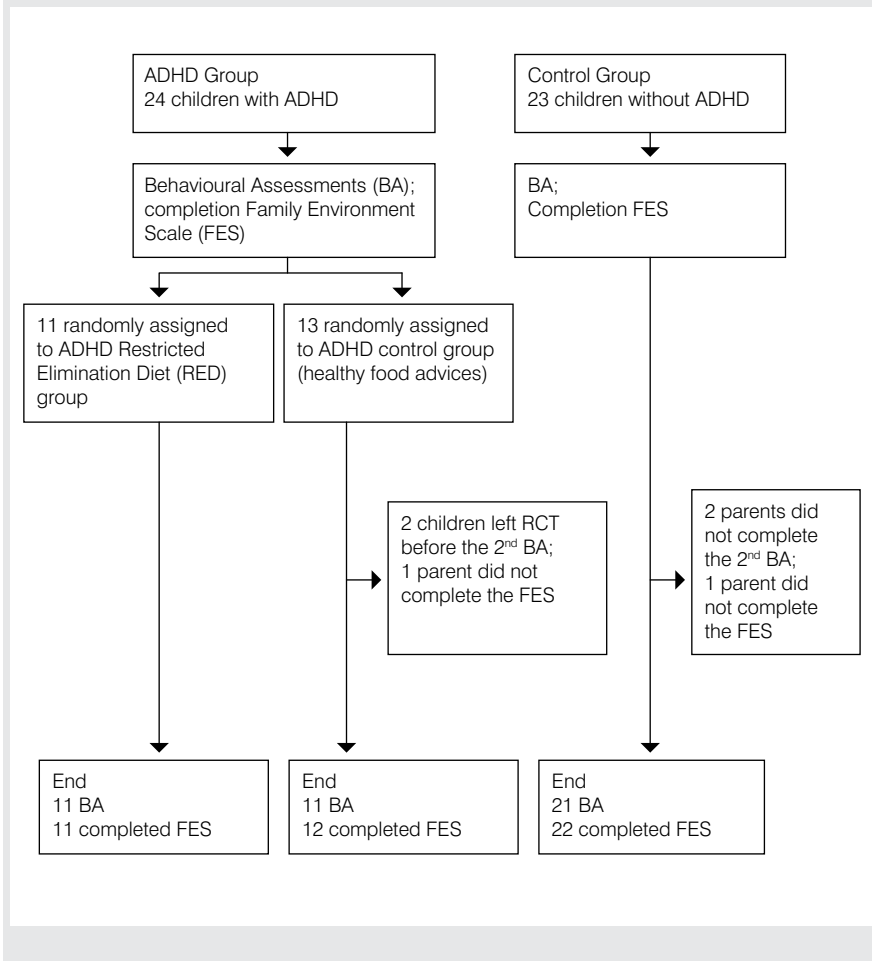 ADHD Group
24 children with ADHD
Control Group
23 children without ADHD
Behavioural Assessments (BA);
completion Family Environment
Scale (FES)
BA;
Completion FES
11 randomly assigned
to ADHD Restricted
Elimination Diet (RED)
group
13 randomly assigned
to ADHD control group
(healthy food advices)
2 children left RCT
before the 2nd BA;
1 parent did not
complete the FES
2 parents did
not complete
the 2nd BA;
1 parent did
not complete
the FES
End
11 BA
11 completed FES
End
11 BA
12 completed FES
End
21 BA
22 completed FES